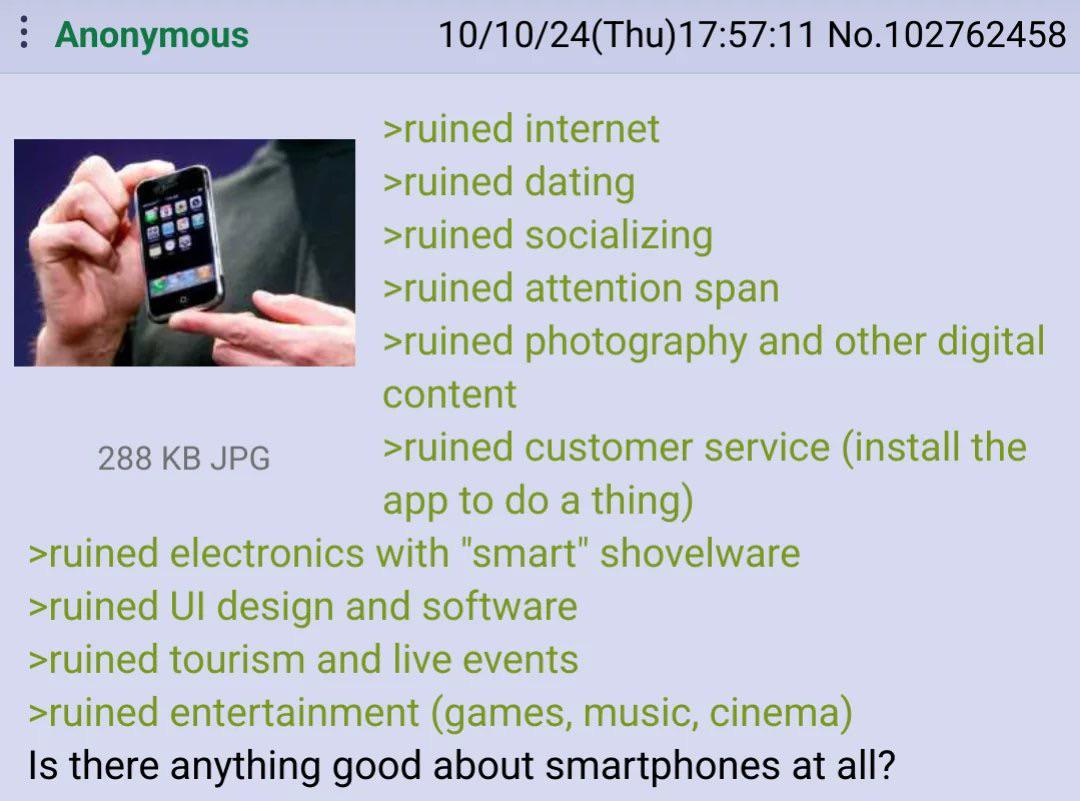 Anonymous 10/10/24(Thu)17:57:11 No.102762458
>ruined internet
>ruined dating
>ruined socializing
>ruined attention span
>ruined photography and other digital
content
>ruined customer service (install the
app to do a thing)
288 KB JPG
>ruined electronics with "smart" shovelware
>ruined UI design and software
>ruined tourism and live events
>ruined entertainment (games, music, cinema)
Is there anything good about smartphones at all?